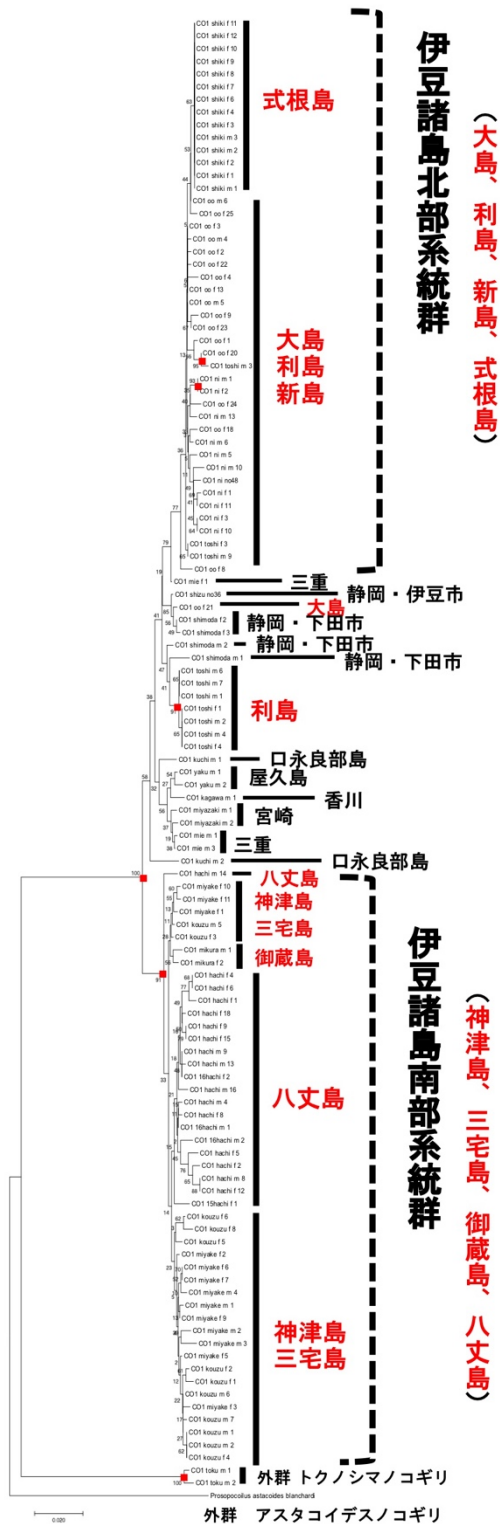 CO1 shiki f 11
CO1 shiki f 12
CO1 shiki f 10
CO1 shiki f 9
CO1 shiki f 8
CO1 shiki f 7
CO1 shiki f 6
CO1 shiki f 4
CO1 shiki f 3
CO1 shiki m 3
CO1 shiki m 2
CO1 shiki f 2
CO1 shiki f 1
CO1 shiki m 1
式根島
CO1 oo m 6
CO1 oo f 25
CO1 oo f 3
CO1 oo m 4
CO1 oo f 2
CO1 oo f 22
CO1 oo f 4
CO1 oo f 13
CO1 oo m 5
CO1 oo f 9
CO1 oo f 23
CO1 oo f 1
CO1 oo f 20
CO1 toshi m 3
CO1 ni m 1
CO1 ni f2
CO1 oo f 24
CO1 ni m 13
CO1 oo f 18
CO1 ni m 6
CO1 ni m 5
CO1 ni m 10
CO1 ni no48
CO1 ni f 1
CO1 ni f 11
CO1 ni f 3
CO1 ni f 10
CO1 toshi f 3
CO1 toshi m 9
CO1 oo f 8
大島
利島
新島
伊豆諸島北部系統群
(大島、利島、新島、式根島)
CO1 mie f 1
三重
CO1 shizu no36
静岡・伊豆市
CO1 oo f 21
大島
CO1 shimoda f 2
CO1 shimoda f 3
静岡・下田市
CO1 shimoda m 2
静岡・下田市
CO1 shimoda m 1
静岡・下田市
CO1 toshi m 6
CO1 toshi m 7
CO1 toshi m 1
CO1 toshi f 1
CO1 toshi m 2
CO1 toshi m 4
CO1 toshi f 4
利島
CO1 kuchi m 1
口永良部島
CO1 yaku m 1
CO1 yaku m 2
屋久島
CO1 kagawa m 1
香川
CO1 miyazaki m 1
CO1 miyazaki m 2
宮崎
CO1 mie m 1
CO1 mie m 3
三重
CO1 kuchi m 2
口永良部島
CO1 hachi m 14
八丈島
CO1 miyake f 10
CO1 miyake f 11
CO1 miyake f 1
CO1 kouzu m 5
CO1 kouzu f 3
神津島
三宅島
CO1 mikura m 1
CO1 mikura f 2
御蔵島
CO1 hachi f 4
CO1 hachi f 6
CO1 hachi f 1
CO1 hachi f 18
CO1 hachi f 9
CO1 hachi f 15
CO1 hachi m 9
CO1 hachi m 13
CO1 16hachi f 2
CO1 hachi m 16
CO1 hachi m 4
CO1 hachi f 8
CO1 16hachi m 1
CO1 16hachi m 2
CO1 hachi f 5
CO1 hachi f 2
CO1 hachi m 8
CO1 hachi f 12
CO1 15hachi f 1
八丈島
CO1 kouzu f 6
CO1 kouzu f 8
CO1 kouzu f 5
CO1 miyake f 2
CO1 miyake f 6
CO1 miyake f 7
CO1 miyake m 4
CO1 miyake m 1
CO1 miyake f 9
CO1 miyake m 2
CO1 miyake m 3
CO1 miyake f 5
CO1 kouzu f 2
CO1 kouzu f 1
CO1 kouzu m 6
CO1 miyake f 3
CO1 kouzu m 7
CO1 kouzu m 1
CO1 kouzu m 2
CO1 kouzu f 4
神津島
三宅島
伊豆諸島南部系統群
(神津島、三宅島、御蔵島、八丈島)
CO1 toku m 1
CO1 toku m 2
外群 トクノシマノコギリ
Prosopocoilus astacoides blanchardi
外群 アスタコイデスノコギリ
0.020